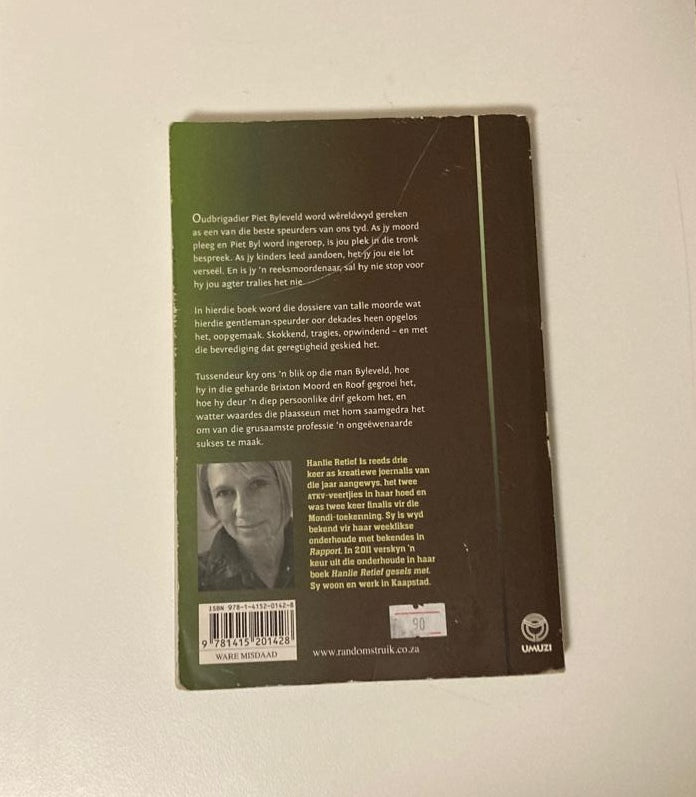 Oudbrigadier Piet Byleveld word wêreldwyd gereken
as een van die beste speurders van ons tyd. As jy moord
pleeg en Piet Byl word ingeroep, is jou plek in die tronk
bespreek. As jy kinders leed aandoen, het jy jou eie lot
verseël. En is jy 'n reeksmoordenaar, sal hy nie stop voor
hy jou agter tralies het nie.
In hierdie boek word die dossiere van talle moorde wat
hierdie gentleman-speurder oor dekades heen opgelos
het, oopgemaak. Skokkend, tragies, opwindend – en met
die bevrediging dat geregtigheid geskied het.
Tussendeur kry ons 'n blik op die man Byleveld, hoe
hy in die geharde Brixton Moord en Roof gegroei het,
hoe hy deur 'n diep persoonlike drif gekom het, en
watter waardes die plaasseun met hom saamgedra het
om van die grusaamste professie 'n ongeëwenaarde
sukses te maak.
Hanlie Retief is reeds drie
keer as kreatiewe joernalis van
die jaar aangewys, het twee
ATKV-veertjies in haar hoed en
was twee keer finalis vir die
Mondi-toekenning. Sy is wyd
bekend vir haar weeklikse
onderhoude met bekendes in
Rapport. In 2011 verskyn 'n
keur uit die onderhoude in haar
boek Hanlie Retief gesels met.
Sy woon en werk in Kaapstad.
ISBN 978-1-4152-0142-8
9 781415 201428
WARE MISDAAD
90
www.randomstruik.co.za
UMUZI